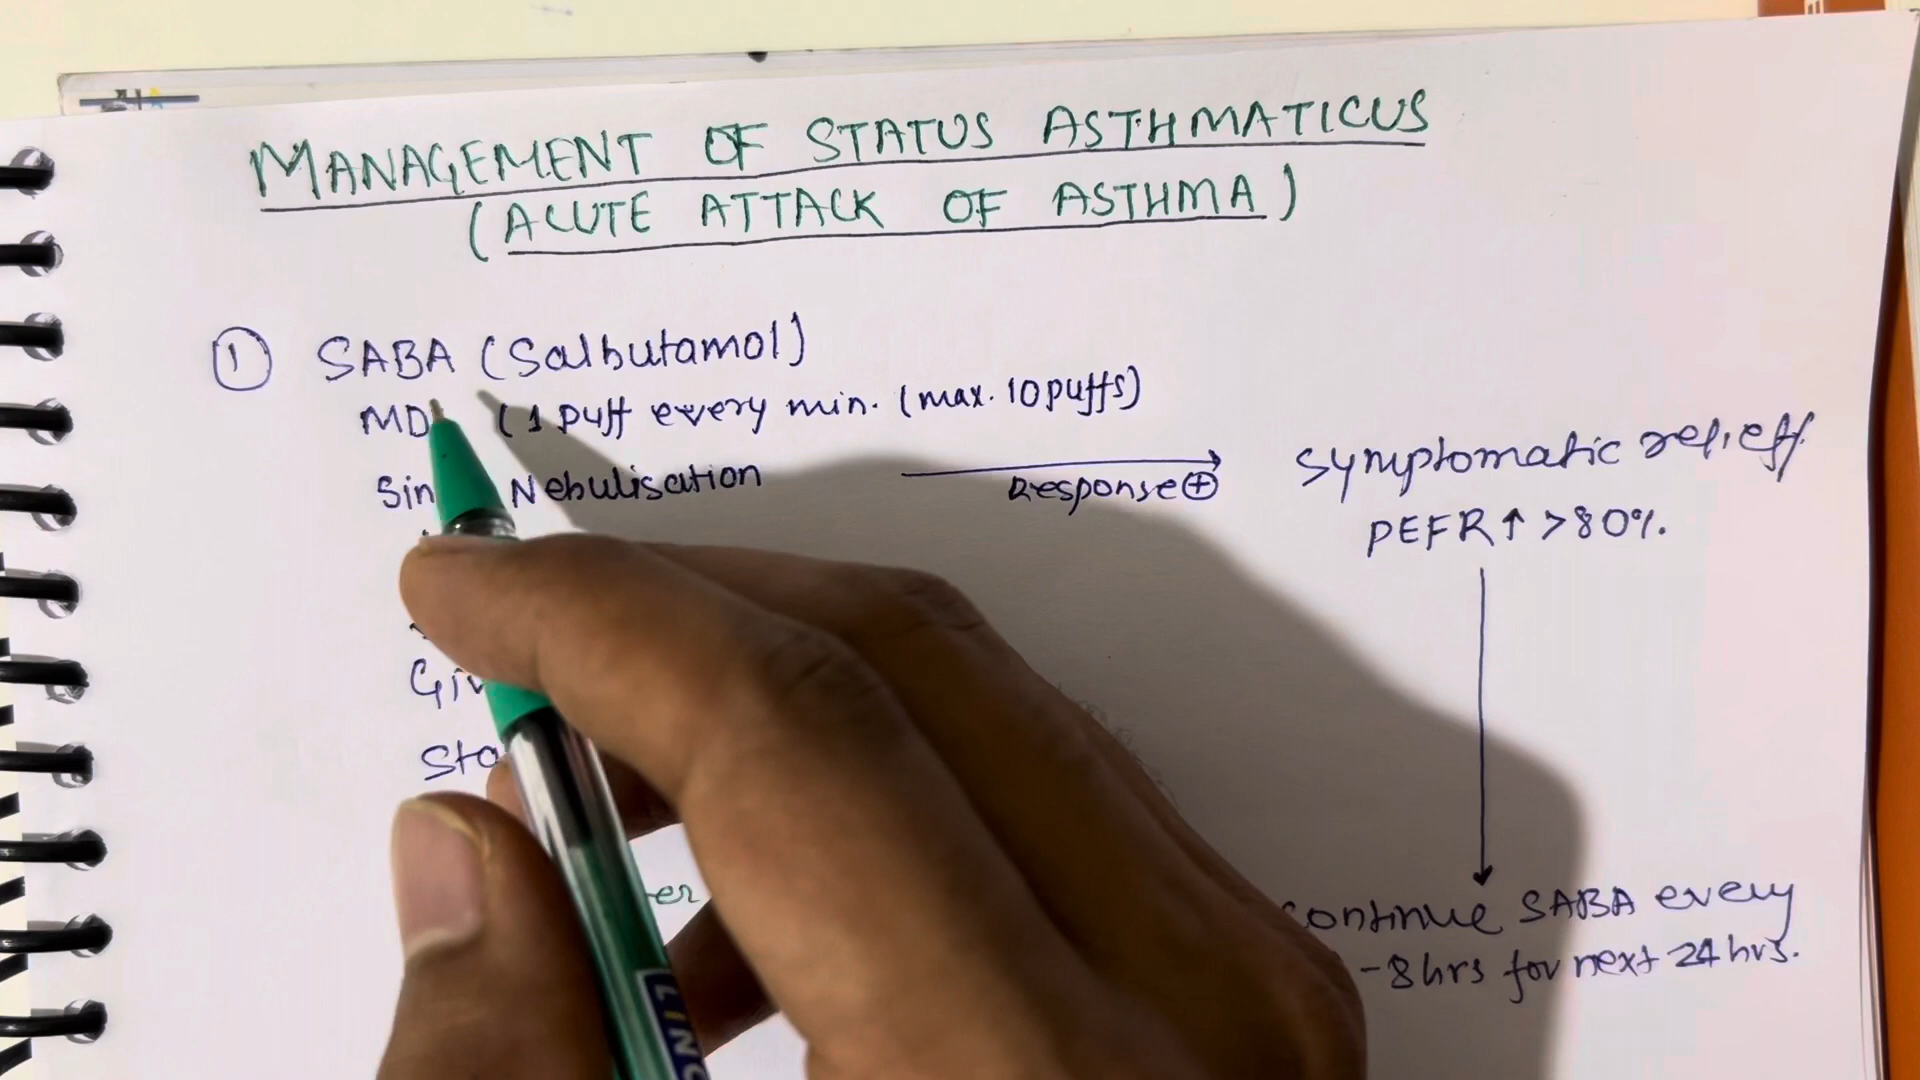 MANAGEMENT OF STATUS ASTHMATICUS
(ACUTE ATTACK OF ASTHMA)
① SABA (Salbutamol)
(1 puff every min. (max. 10 puffs)
Nebulisation
Response ⊕
symptomatic relief
PEFR ↑ >80%.
continue SABA every
-8 hrs for next 24 hrs.